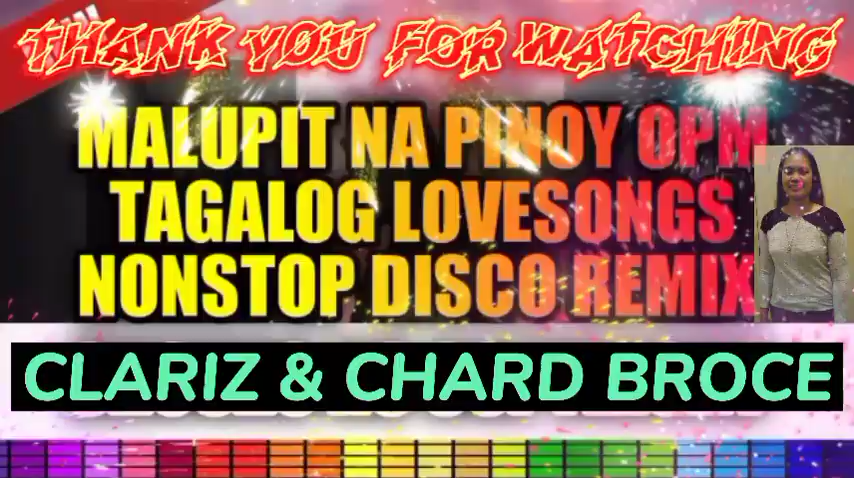 THANK YOU FOR WATCHING
MALUPIT NA PINOY OPM
TAGALOG LOVESONGS
NONSTOP DISCO REMIX
CLARIZ & CHARD BROCE